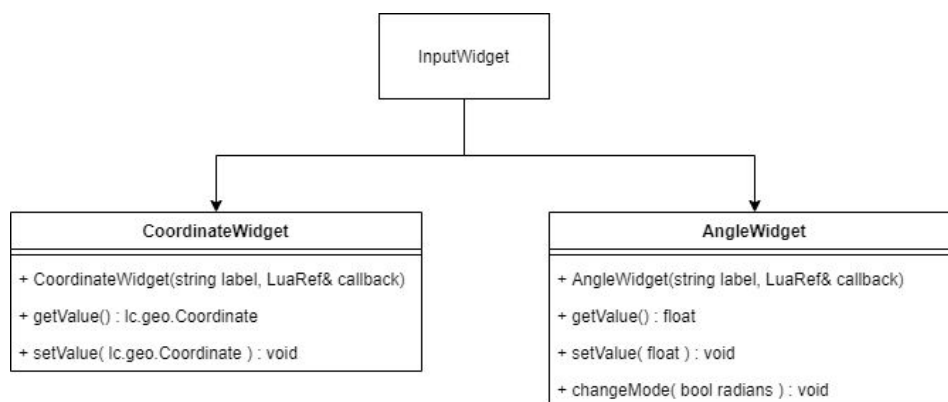 InputWidget
CoordinateWidget
+ CoordinateWidget(string label, LuaRef& callback)
+ getValue() : lc.geo.Coordinate
+ setValue( lc.geo.Coordinate ) : void
AngleWidget
+ AngleWidget(string label, LuaRef& callback)
+ getValue() : float
+ setValue( float ) : void
+ changeMode( bool radians ) : void